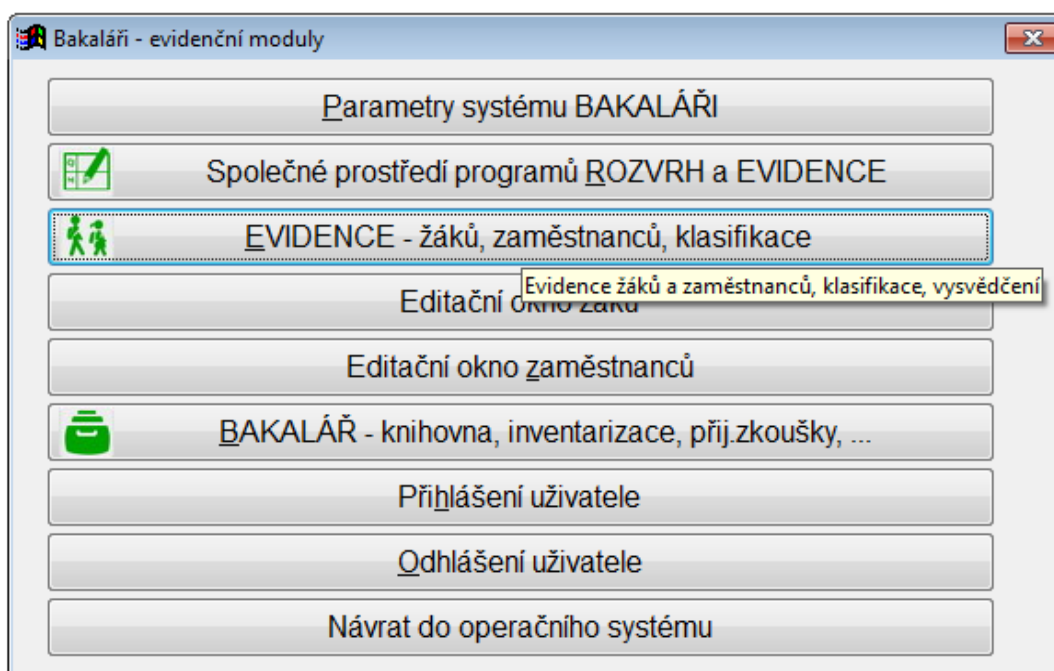 Bakaláři - evidenční moduly
Parametry systému BAKALÁŘI
Společné prostředí programů ROZVRH a EVIDENCE
EVIDENCE - žáků, zaměstnanců, klasifikace
Evidence žáků a zaměstnanců, klasifikace, vysvědčení
Editační okno žáků
Editační okno zaměstnanců
BAKALÁŘ - knihovna, inventarizace, přij.zkoušky, ...
Přihlášení uživatele
Odhlášení uživatele
Návrat do operačního systému